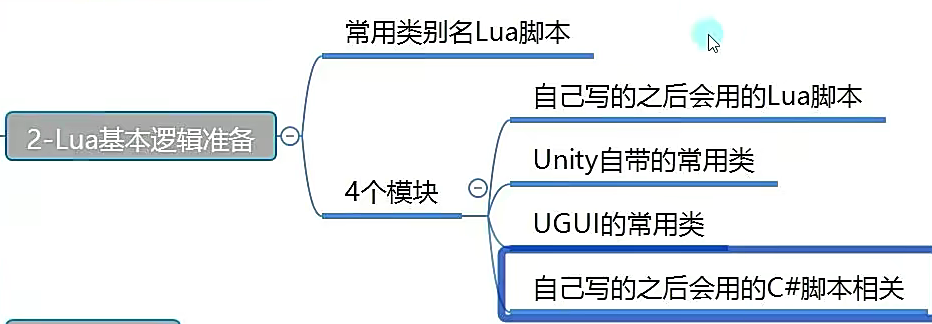 常用类别名Lua脚本
2-Lua基本逻辑准备
4个模块
自己写的之后会用的Lua脚本
Unity自带的常用类
UGUI的常用类
自己写的之后会用的C#脚本相关